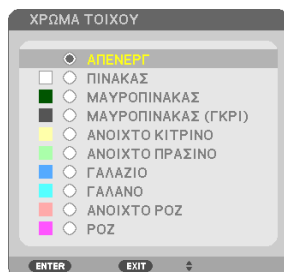 ΧΡΩΜΑ ΤΟΙΧΟΥ
ΑΠΕΝΕΡΓ
ΠΙΝΑΚΑΣ
ΜΑΥΡΟΠΙΝΑΚΑΣ
ΜΑΥΡΟΠΙΝΑΚΑΣ (ΓΚΡΙ)
ΑΝΟΙΧΤΟ ΚΙΤΡΙΝΟ
ΑΝΟΙΧΤΟ ΠΡΑΣΙΝΟ
ΓΑΛΑΖΙΟ
ΓΑΛΑΝΟ
ΑΝΟΙΧΤΟ ΡΟΖ
ΡΟΖ
ENTER EXIT